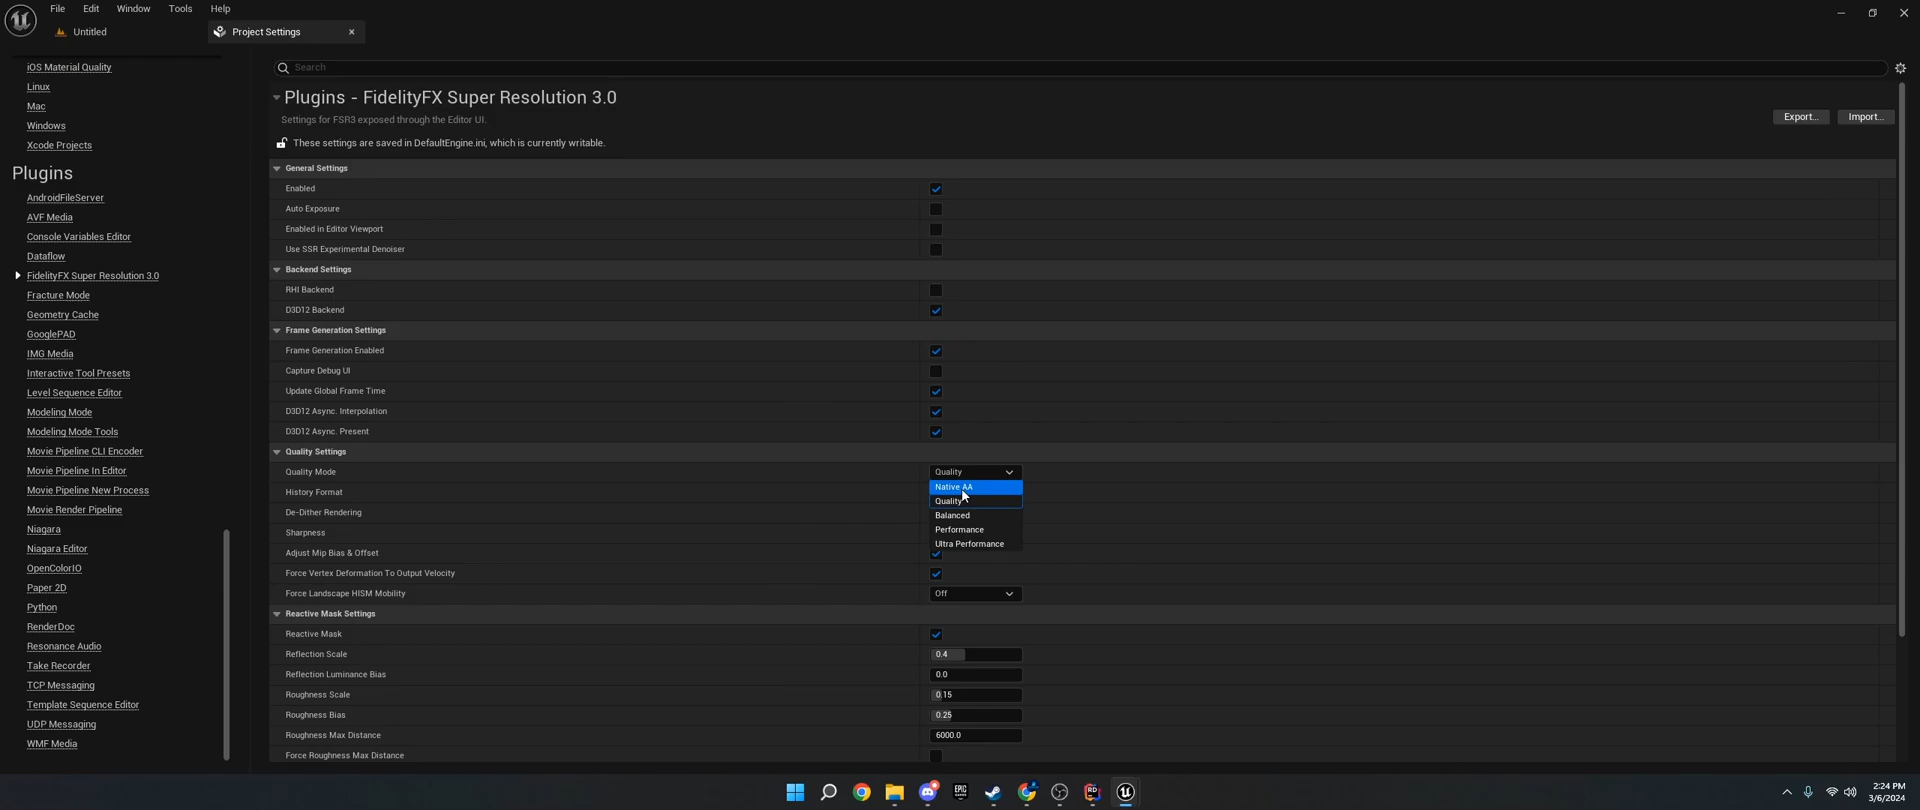 File Edit Window Tools Help
Untitled
Project Settings
iOS Material Quality
Linux
Mac
Windows
Xcode Projects
Plugins
AndroidFileServer
AVF Media
Console Variables Editor
Dataflow
FidelityFX Super Resolution 3.0
Fracture Mode
Geometry Cache
GooglePAD
IMG Media
Interactive Tool Presets
Level Sequence Editor
Modeling Mode
Modeling Mode Tools
Movie Pipeline CLI Encoder
Movie Pipeline In Editor
Movie Pipeline New Process
Movie Render Pipeline
Niagara
Niagara Editor
OpenColorIO
Paper 2D
Python
RenderDoc
Resonance Audio
Take Recorder
TCP Messaging
Template Sequence Editor
UDP Messaging
WMF Media
Search
Plugins - FidelityFX Super Resolution 3.0
Settings for FSR3 exposed through the Editor UI.
Export... Import...
These settings are saved in DefaultEngine.ini, which is currently writable.
General Settings
Enabled
Auto Exposure
Enabled in Editor Viewport
Use SSR Experimental Denoiser
Backend Settings
RHI Backend
D3D12 Backend
Frame Generation Settings
Frame Generation Enabled
Capture Debug UI
Update Global Frame Time
D3D12 Async. Interpolation
D3D12 Async. Present
Quality Settings
Quality Mode Quality
Native AA
Quality
Balanced
Performance
Ultra Performance
History Format
De-Dither Rendering
Sharpness
Adjust Mip Bias & Offset
Force Vertex Deformation To Output Velocity
Force Landscape HISM Mobility Off
Reactive Mask Settings
Reactive Mask
Reflection Scale 0.4
Reflection Luminance Bias 0.0
Roughness Scale 0.15
Roughness Bias 0.25
Roughness Max Distance 6000.0
Force Roughness Max Distance
EPIC
RD
2:24 PM
3/6/2024